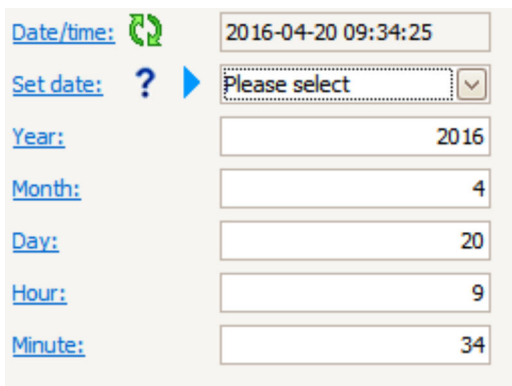 Date/time: 2016-04-20 09:34:25
Set date: ? Please select
Year: 2016
Month: 4
Day: 20
Hour: 9
Minute: 34